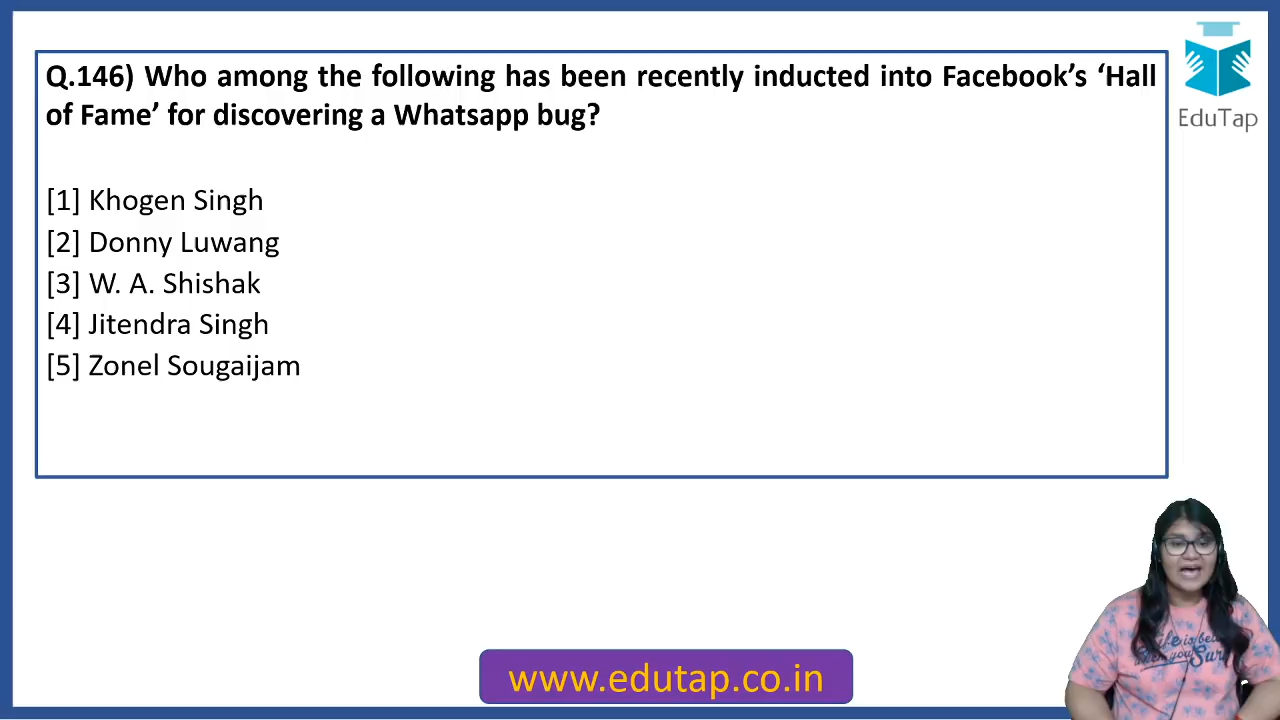 Q.146) Who among the following has been recently inducted into Facebook’s ‘Hall
of Fame’ for discovering a Whatsapp bug?
[1] Khogen Singh
[2] Donny Luwang
[3] W. A. Shishak
[4] Jitendra Singh
[5] Zonel Sougaijam
EduTap
www.edutap.co.in